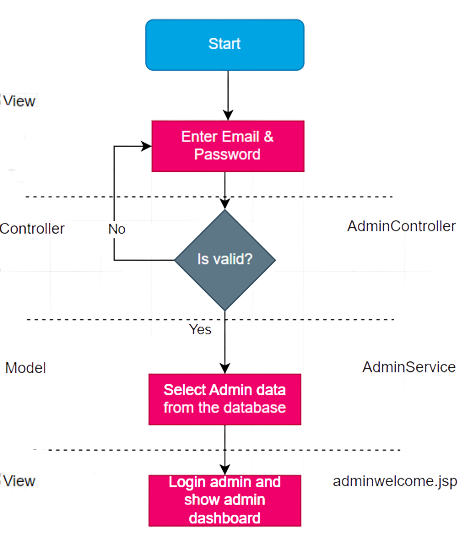 Start
View
Enter Email &
Password
Controller
No
AdminController
Is valid?
Yes
Model
AdminService
Select Admin data
from the database
View
adminwelcome.jsp
Login admin and
show admin
dashboard